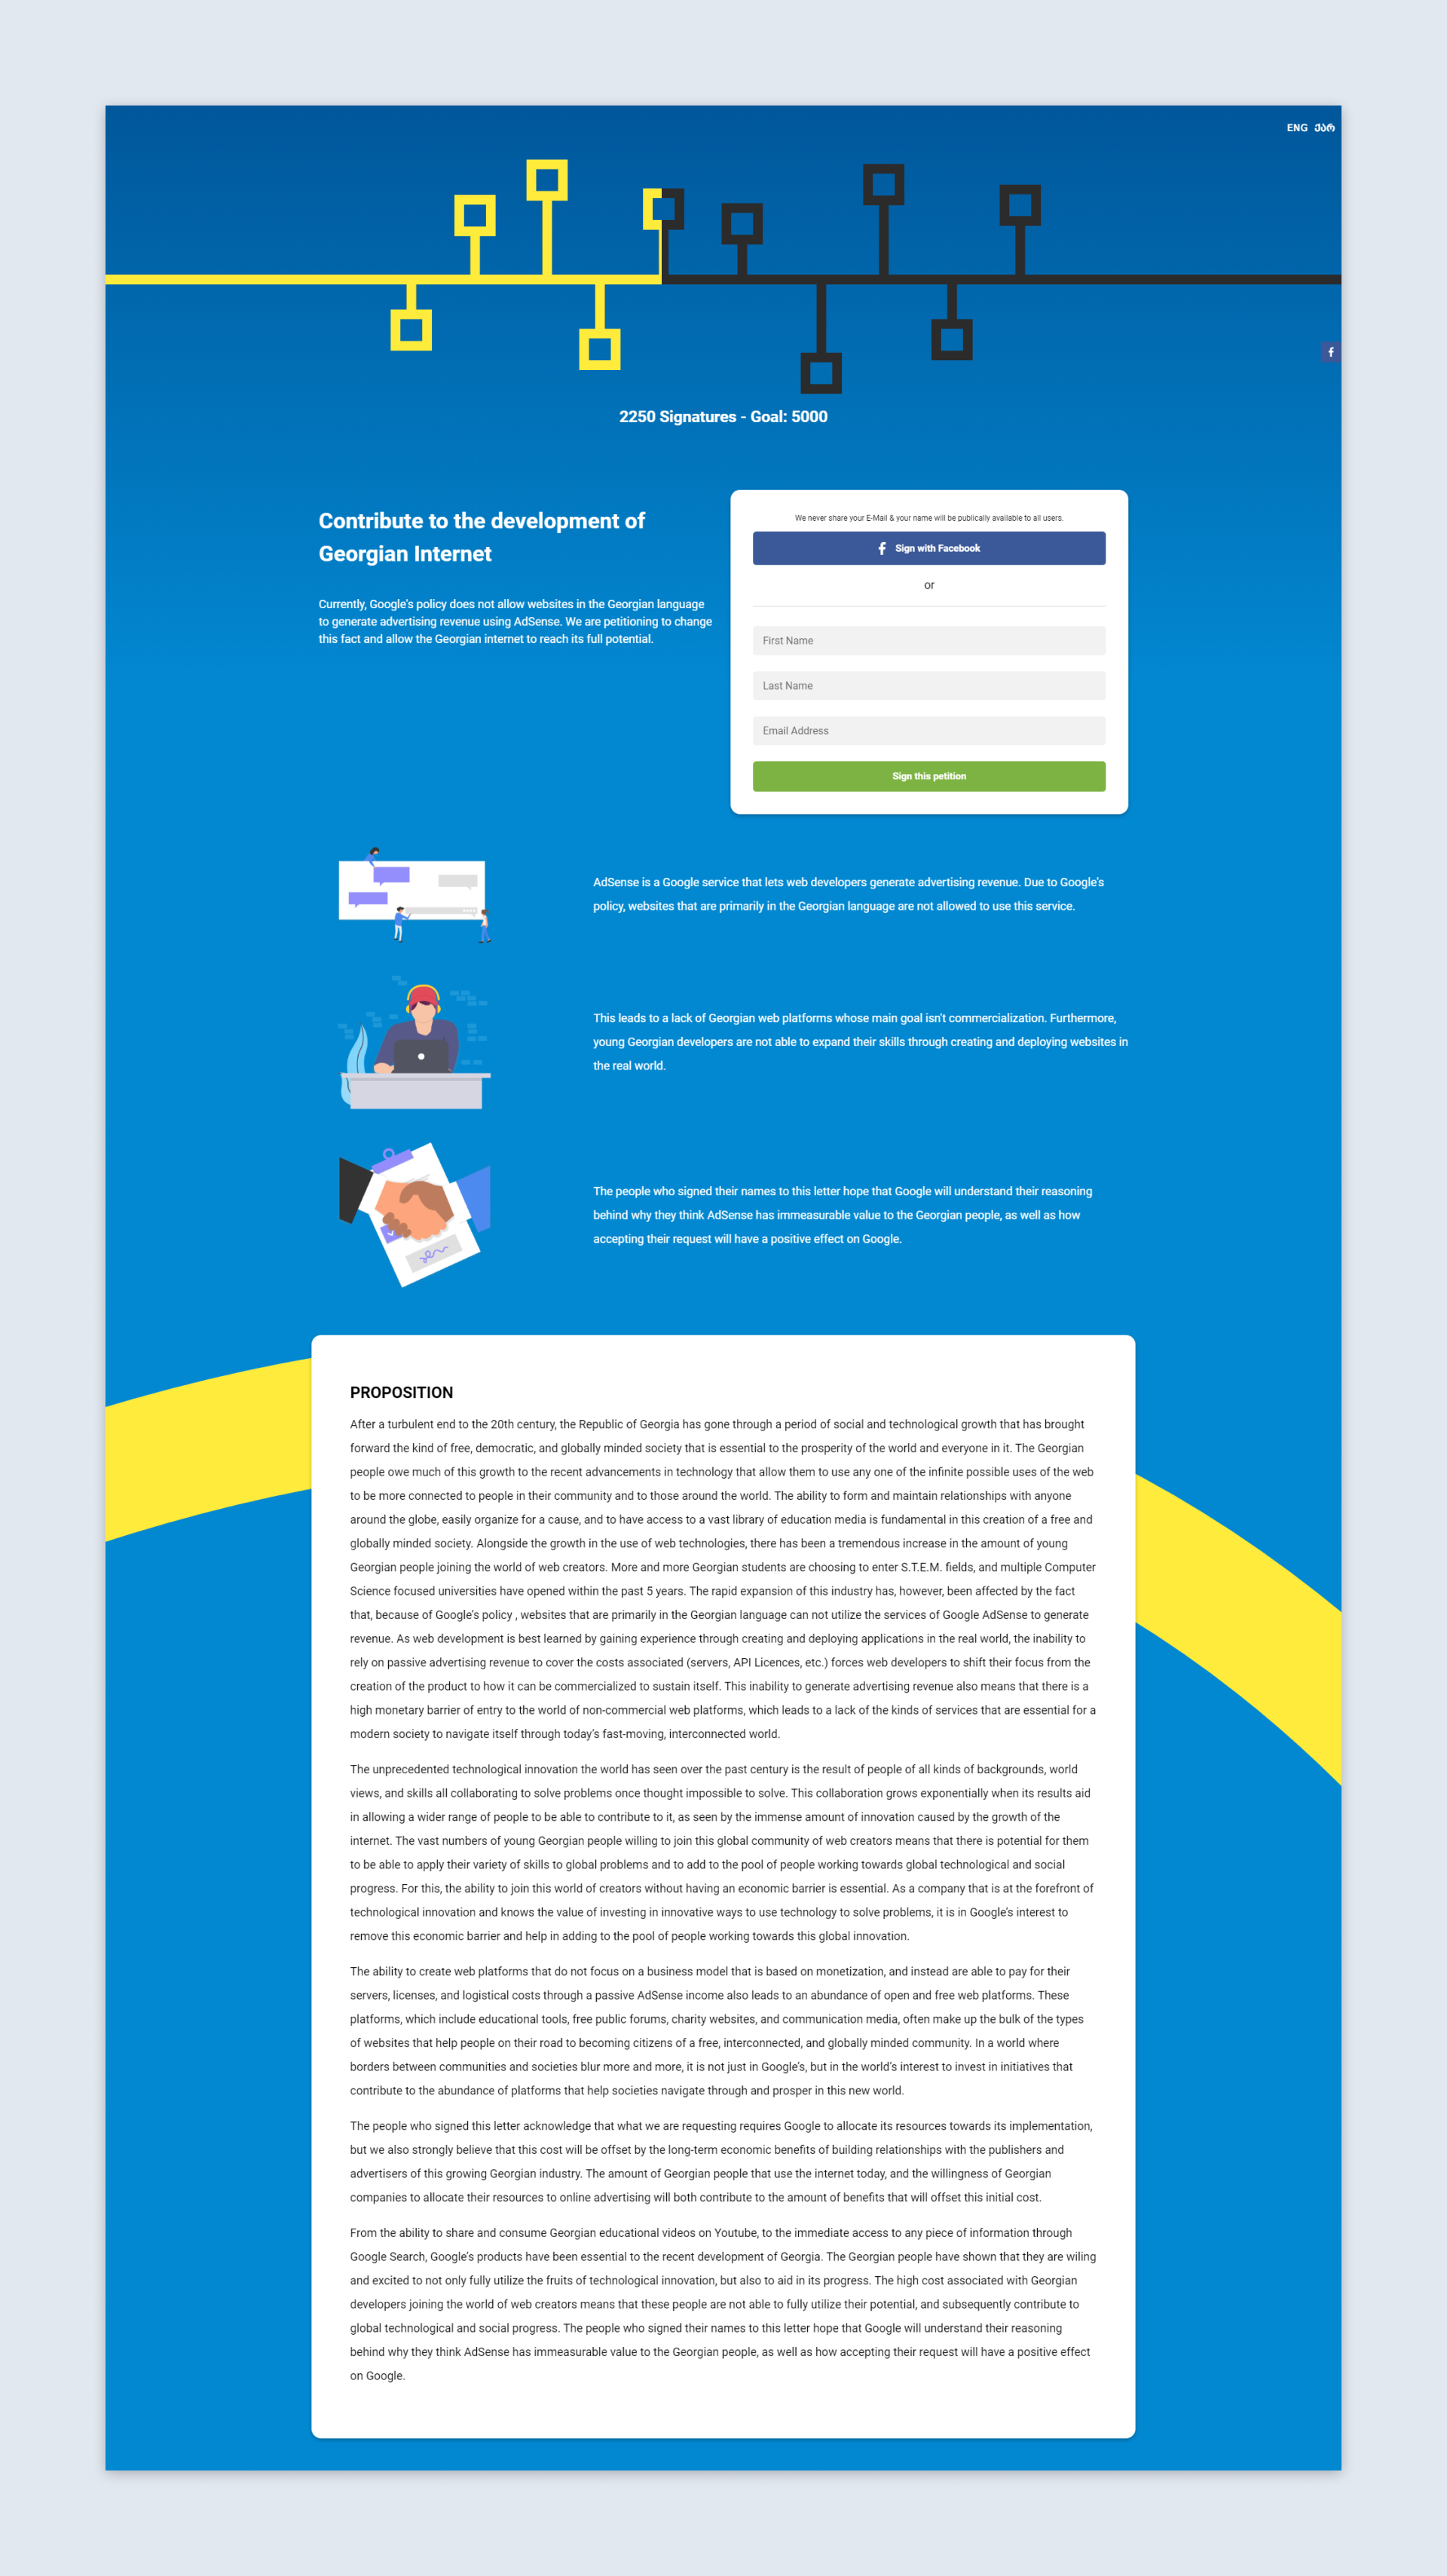 ENG ქარ
2250 Signatures - Goal: 5000
Contribute to the development of
Georgian Internet
Currently, Google's policy does not allow websites in the Georgian language
to generate advertising revenue using AdSense. We are petitioning to change
this fact and allow the Georgian internet to reach its full potential.
We never share your E-Mail & your name will be publically available to all users.
Sign with Facebook
or
First Name
Last Name
Email Address
Sign this petition
AdSense is a Google service that lets web developers generate advertising revenue. Due to Google's
policy, websites that are primarily in the Georgian language are not allowed to use this service.
This leads to a lack of Georgian web platforms whose main goal isn't commercialization. Furthermore,
young Georgian developers are not able to expand their skills through creating and deploying websites in
the real world.
The people who signed their names to this letter hope that Google will understand their reasoning
behind why they think AdSense has immeasurable value to the Georgian people, as well as how
accepting their request will have a positive effect on Google.
PROPOSITION
After a turbulent end to the 20th century, the Republic of Georgia has gone through a period of social and technological growth that has brought
forward the kind of free, democratic, and globally minded society that is essential to the prosperity of the world and everyone in it. The Georgian
people owe much of this growth to the recent advancements in technology that allow them to use any one of the infinite possible uses of the web
to be more connected to people in their community and to those around the world. The ability to form and maintain relationships with anyone
around the globe, easily organize for a cause, and to have access to a vast library of education media is fundamental in this creation of a free and
globally minded society. Alongside the growth in the use of web technologies, there has been a tremendous increase in the amount of young
Georgian people joining the world of web creators. More and more Georgian students are choosing to enter S.T.E.M. fields, and multiple Computer
Science focused universities have opened within the past 5 years. The rapid expansion of this industry has, however, been affected by the fact
that, because of Google's policy , websites that are primarily in the Georgian language can not utilize the services of Google AdSense to generate
revenue. As web development is best learned by gaining experience through creating and deploying applications in the real world, the inability to
rely on passive advertising revenue to cover the costs associated (servers, API Licences, etc.) forces web developers to shift their focus from the
creation of the product to how it can be commercialized to sustain itself. This inability to generate advertising revenue also means that there is a
high monetary barrier of entry to the world of non-commercial web platforms, which leads to a lack of the kinds of services that are essential for a
modern society to navigate itself through today's fast-moving, interconnected world.
The unprecedented technological innovation the world has seen over the past century is the result of people of all kinds of backgrounds, world
views, and skills all collaborating to solve problems once thought impossible to solve. This collaboration grows exponentially when its results aid
in allowing a wider range of people to be able to contribute to it, as seen by the immense amount of innovation caused by the growth of the
internet. The vast numbers of young Georgian people willing to join this global community of web creators means that there is potential for them
to be able to apply their variety of skills to global problems and to add to the pool of people working towards global technological and social
progress. For this, the ability to join this world of creators without having an economic barrier is essential. As a company that is at the forefront of
technological innovation and knows the value of investing in innovative ways to use technology to solve problems, it is in Google's interest to
remove this economic barrier and help in adding to the pool of people working towards this global innovation.
The ability to create web platforms that do not focus on a business model that is based on monetization, and instead are able to pay for their
servers, licenses, and logistical costs through a passive AdSense income also leads to an abundance of open and free web platforms. These
platforms, which include educational tools, free public forums, charity websites, and communication media, often make up the bulk of the types
of websites that help people on their road to becoming citizens of a free, interconnected, and globally minded community. In a world where
borders between communities and societies blur more and more, it is not just in Google's, but in the world's interest to invest in initiatives that
contribute to the abundance of platforms that help societies navigate through and prosper in this new world.
The people who signed this letter acknowledge that what we are requesting requires Google to allocate its resources towards its implementation,
but we also strongly believe that this cost will be offset by the long-term economic benefits of building relationships with the publishers and
advertisers of this growing Georgian industry. The amount of Georgian people that use the internet today, and the willingness of Georgian
companies to allocate their resources to online advertising will both contribute to the amount of benefits that will offset this initial cost.
From the ability to share and consume Georgian educational videos on Youtube, to the immediate access to any piece of information through
Google Search, Google's products have been essential to the recent development of Georgia. The Georgian people have shown that they are wiling
and excited to not only fully utilize the fruits of technological innovation, but also to aid in its progress. The high cost associated with Georgian
developers joining the world of web creators means that these people are not able to fully utilize their potential, and subsequently contribute to
global technological and social progress. The people who signed their names to this letter hope that Google will understand their reasoning
behind why they think AdSense has immeasurable value to the Georgian people, as well as how accepting their request will have a positive effect
on Google.